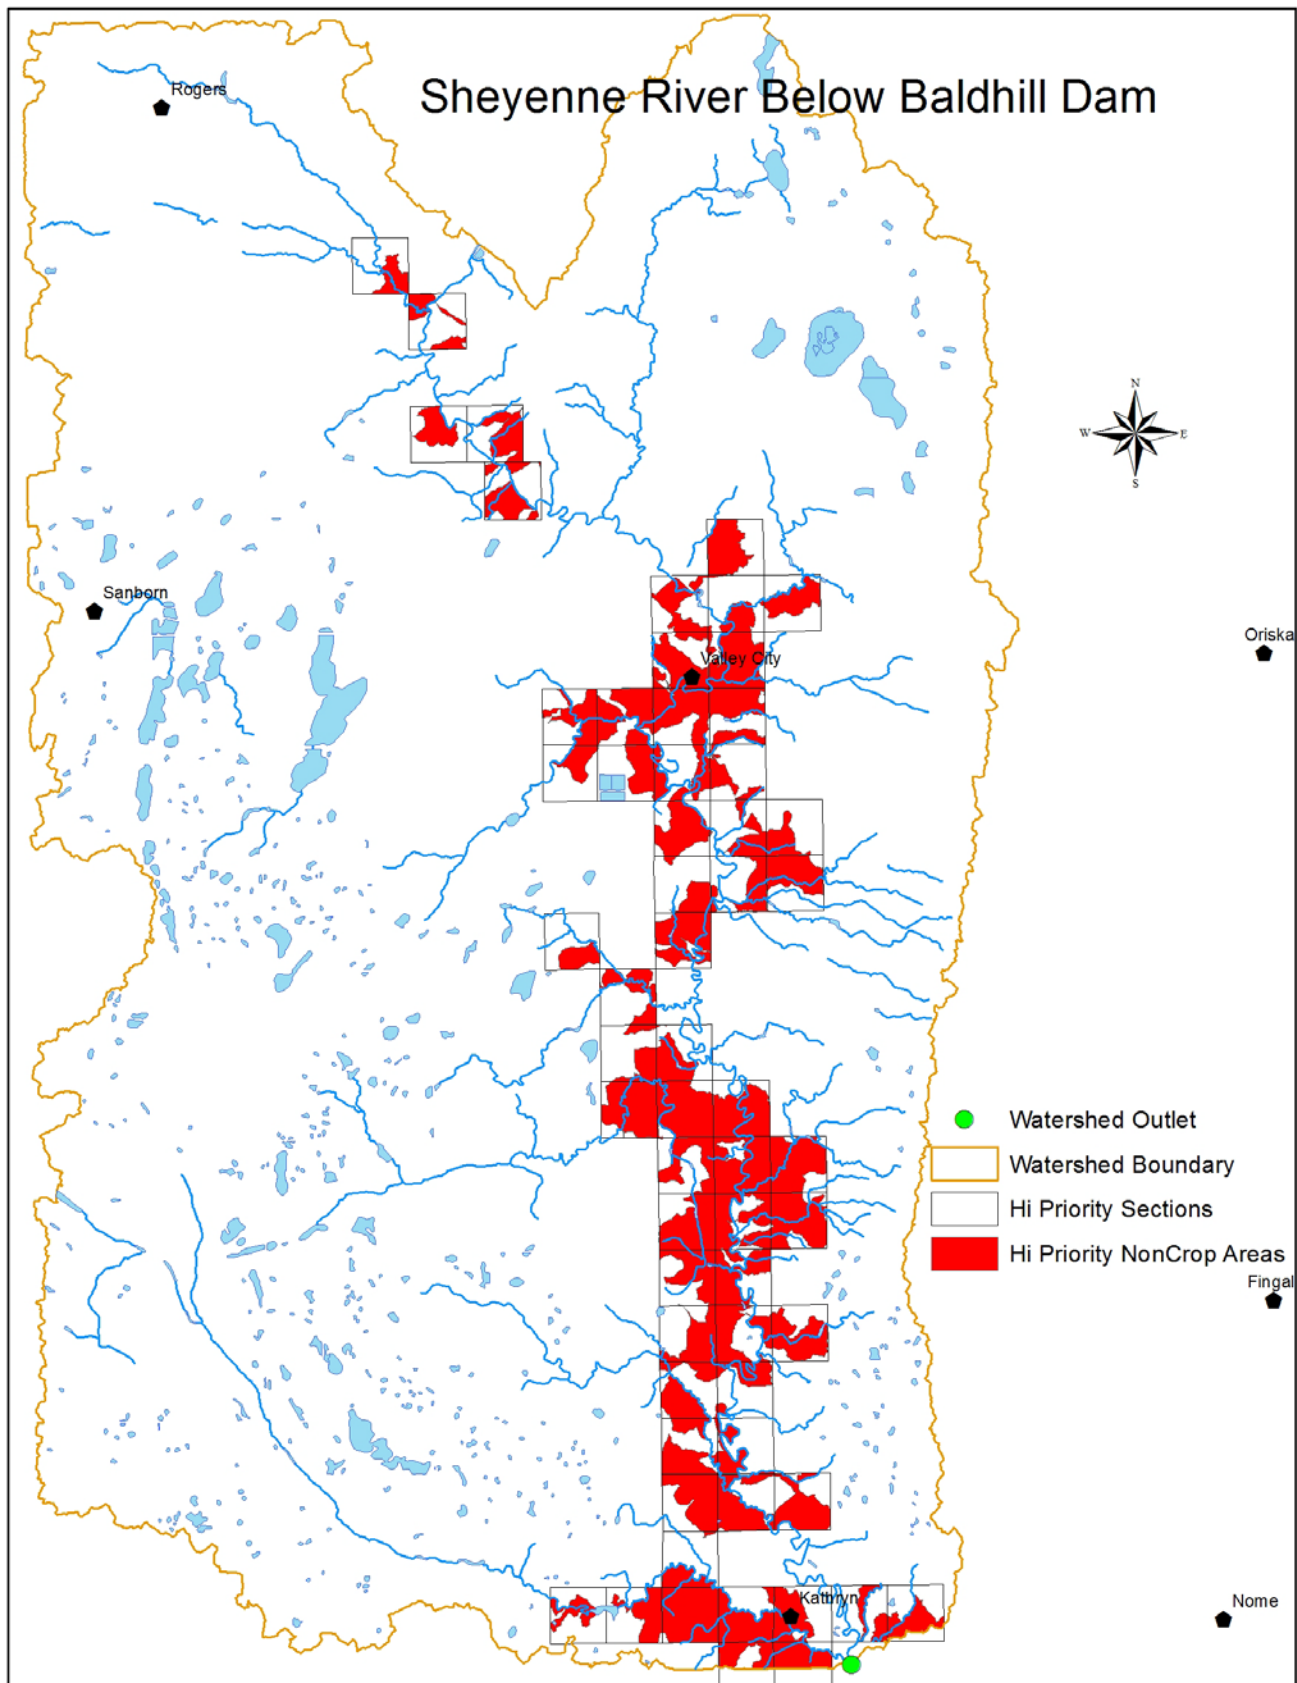 Sheyenne River Below Baldhill Dam
Rogers
N
W
E
S
Sanborn
Oriska
Valley City
Watershed Outlet
Watershed Boundary
Hi Priority Sections
Hi Priority NonCrop Areas
Fingal
Kathryn
Nome